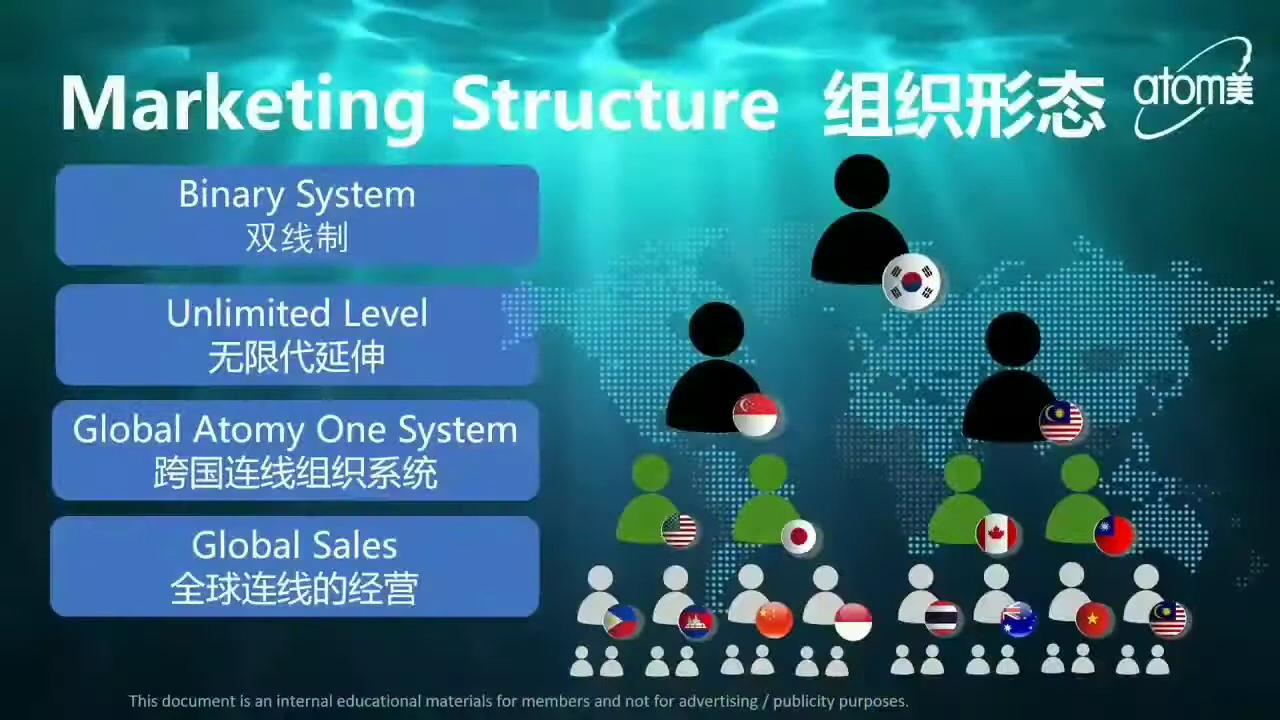 Marketing Structure 组织形态
atom美
Binary System
双线制
Unlimited Level
无限代延伸
Global Atomy One System
跨国连线组织系统
Global Sales
全球连线的经营
This document is an internal educational materials for members and not for advertising / publicity purposes.